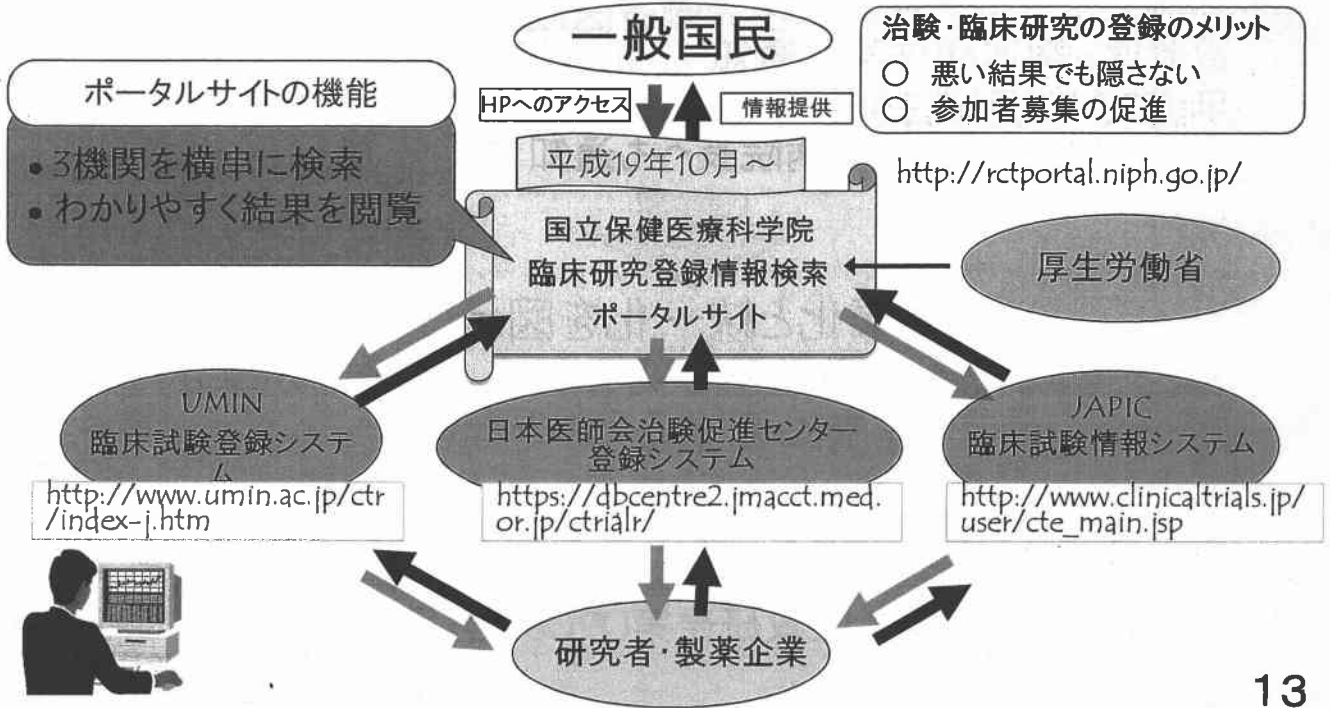 一般国民
治験・臨床研究の登録のメリット
○ 悪い結果でも隠さない
○ 参加者募集の促進
ポータルサイトの機能
• 3機関を横串に検索
• わかりやすく結果を閲覧
HPへのアクセス
情報提供
平成19年10月~
http://rctportal.niph.go.jp/
国立保健医療科学院
臨床研究登録情報検索
ポータルサイト
厚生労働省
UMIN
臨床試験登録システ
ム
http://www.umin.ac.jp/ctr
/index-j.htm
日本医師会治験促進センター
登録システム
https://dbcentre2.jmacct.med.
or.jp/ctrialr/
JAPIC
臨床試験情報システム
http://www.clinicaltrials.jp/
user/cte_main.jsp
研究者・製薬企業
13